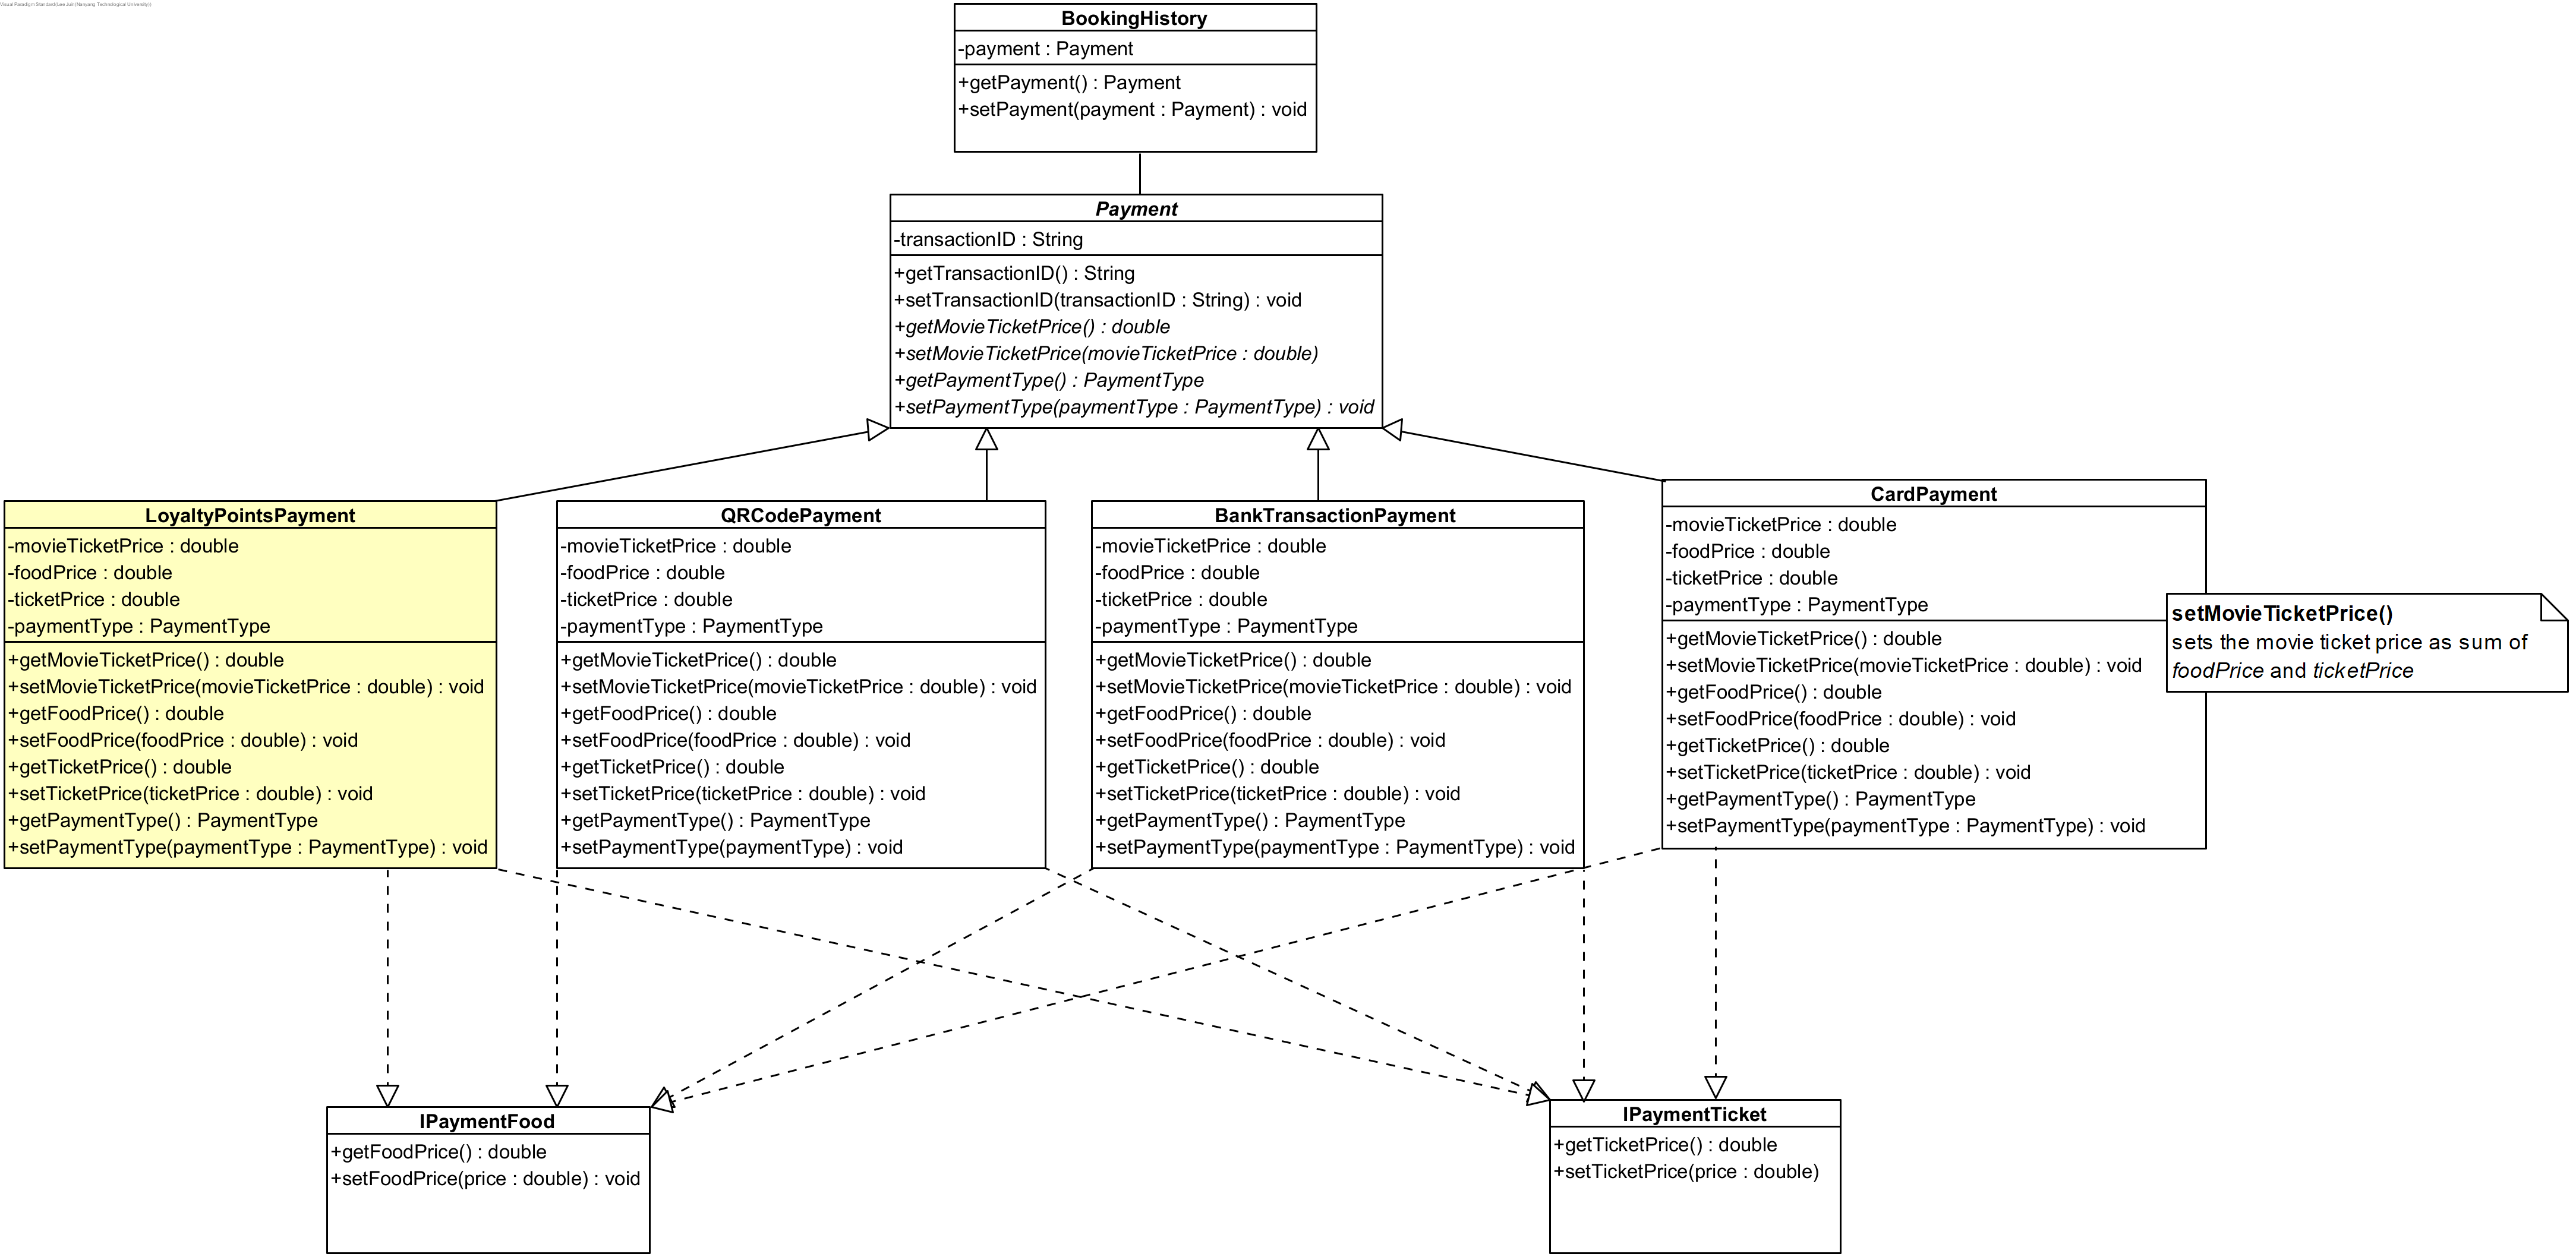 Visual Paradigm Standard(Nanyang Technological University)
BookingHistory
-payment : Payment
+getPayment() : Payment
+setPayment(payment : Payment) : void
Payment
-transactionID : String
+getTransactionID() : String
+setTransactionID(transactionID : String) : void
+getMovieTicketPrice() : double
+setMovieTicketPrice(movieTicketPrice : double)
+getPaymentType() : PaymentType
+setPaymentType(paymentType : PaymentType) : void
LoyaltyPointsPayment
-movieTicketPrice : double
-foodPrice : double
-ticketPrice : double
-paymentType : PaymentType
+getMovieTicketPrice() : double
+setMovieTicketPrice(movieTicketPrice : double) : void
+getFoodPrice() : double
+setFoodPrice(foodPrice : double) : void
+getTicketPrice() : double
+setTicketPrice(ticketPrice : double) : void
+getPaymentType() : PaymentType
+setPaymentType(paymentType : PaymentType) : void
QRCodePayment
-movieTicketPrice : double
-foodPrice : double
-ticketPrice : double
-paymentType : PaymentType
+getMovieTicketPrice() : double
+setMovieTicketPrice(movieTicketPrice : double) : void
+getFoodPrice() : double
+setFoodPrice(foodPrice : double) : void
+getTicketPrice() : double
+setTicketPrice(ticketPrice : double) : void
+getPaymentType() : PaymentType
+setPaymentType(paymentType) : void
BankTransactionPayment
-movieTicketPrice : double
-foodPrice : double
-ticketPrice : double
-paymentType : PaymentType
+getMovieTicketPrice() : double
+setMovieTicketPrice(movieTicketPrice : double) : void
+getFoodPrice() : double
+setFoodPrice(foodPrice : double) : void
+getTicketPrice() : double
+setTicketPrice(ticketPrice : double) : void
+getPaymentType() : PaymentType
+setPaymentType(paymentType : PaymentType) : void
CardPayment
-movieTicketPrice : double
-foodPrice : double
-ticketPrice : double
-paymentType : PaymentType
+getMovieTicketPrice() : double
+setMovieTicketPrice(movieTicketPrice : double) : void
+getFoodPrice() : double
+setFoodPrice(foodPrice : double) : void
+getTicketPrice() : double
+setTicketPrice(ticketPrice : double) : void
+getPaymentType() : PaymentType
+setPaymentType(paymentType : PaymentType) : void
setMovieTicketPrice()
sets the movie ticket price as sum of
foodPrice and ticketPrice
IPaymentFood
+getFoodPrice() : double
+setFoodPrice(price : double) : void
IPaymentTicket
+getTicketPrice() : double
+setTicketPrice(price : double)